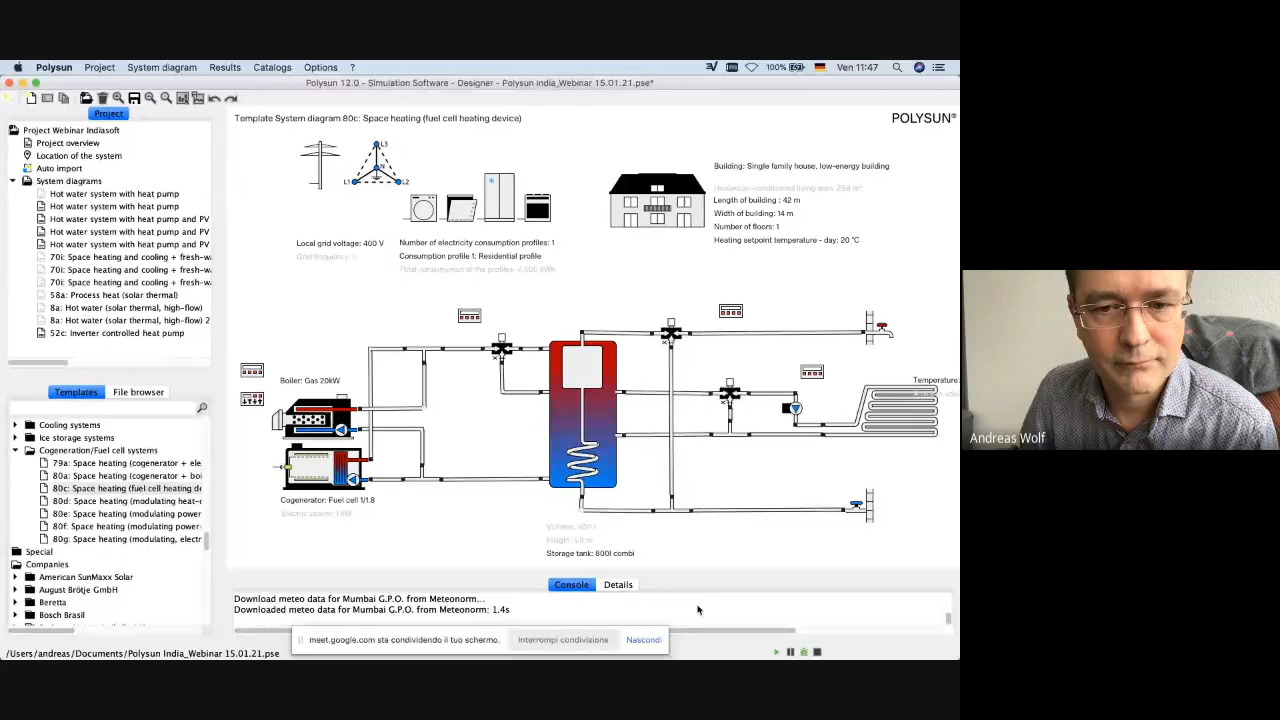 Polysun Project System diagram Results Catalogs Options ? 100% Ven 11:47
Polysun 12.0 - Simulation Software - Designer - Polysun India_Webinar 15.01.21.pse*
Project
Project Webinar Indiasoft
Project overview
Location of the system
Auto import
System diagrams
Hot water system with heat pump
Hot water system with heat pump
Hot water system with heat pump and PV
Hot water system with heat pump and PV
Hot water system with heat pump and PV
70i: Space heating and cooling + fresh-wa
70i: Space heating and cooling + fresh-wa
70i: Space heating and cooling + fresh-wa
58a: Process heat (solar thermal)
8a: Hot water (solar thermal, high-flow)
8a: Hot water (solar thermal, high-flow) 2
52c: Inverter controlled heat pump
Templates File browser
Cooling systems
Ice storage systems
Cogeneration/Fuel cell systems
79a: Space heating (cogenerator + ele
80a: Space heating (cogenerator + boi
80c: Space heating (fuel cell heating de
80d: Space heating (modulating heat-c
80e: Space heating (modulating power
80f: Space heating (modulating power
80g: Space heating (modulating, electr
Special
Companies
American SunMaxx Solar
August Brötje GmbH
Beretta
Bosch Brasil
Template System diagram 80c: Space heating (fuel cell heating device)
POLYSUN®
L3
N
L1 L2
Local grid voltage: 400 V
Number of electricity consumption profiles: 1
Consumption profile 1: Residential profile
Building: Single family house, low-energy building
Length of building : 42 m
Width of building: 14 m
Number of floors: 1
Heating setpoint temperature - day: 20 °C
Boiler: Gas 20kW
Temperature:
Cogenerator: Fuel cell 1/1.8
Electric power: 1 kW
Storage tank: 800l combi
Console Details
Download meteo data for Mumbai G.P.O. from Meteonorm...
Downloaded meteo data for Mumbai G.P.O. from Meteonorm: 1.4s
meet.google.com sta condividendo il tuo schermo. Interrompi condivisione Nascondi
/Users/andreas/Documents/Polysun India_Webinar 15.01.21.pse
Andreas Wolf